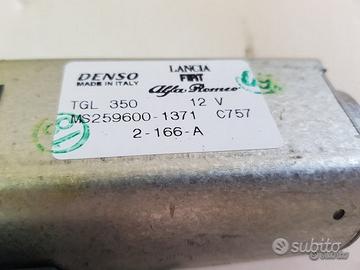 DENSO
MADE IN ITALY
LANCIA
FIAT
Alfa Romeo
TGL 350 12 V
MS259600-1371 C757
2-166-A
subito